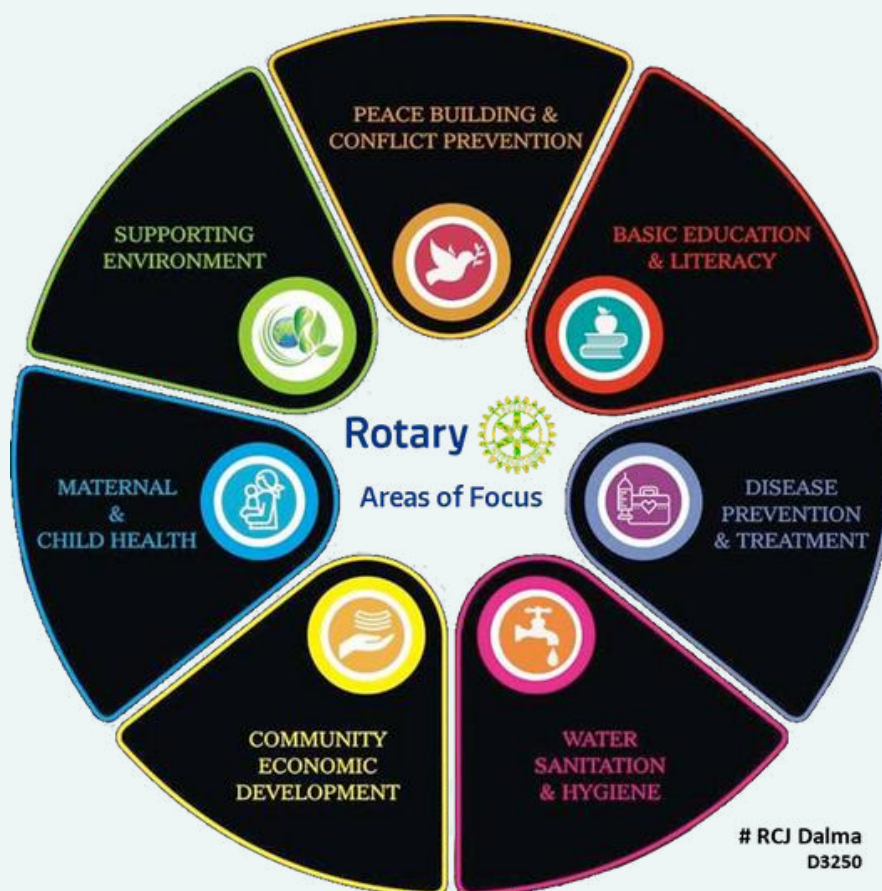 PEACE BUILDING &
CONFLICT PREVENTION
BASIC EDUCATION
& LITERACY
DISEASE
PREVENTION
& TREATMENT
WATER
SANITATION
& HYGIENE
COMMUNITY
ECONOMIC
DEVELOPMENT
MATERNAL
&
CHILD HEALTH
SUPPORTING
ENVIRONMENT
Rotary
Areas of Focus
# RCJ Dalma
D3250